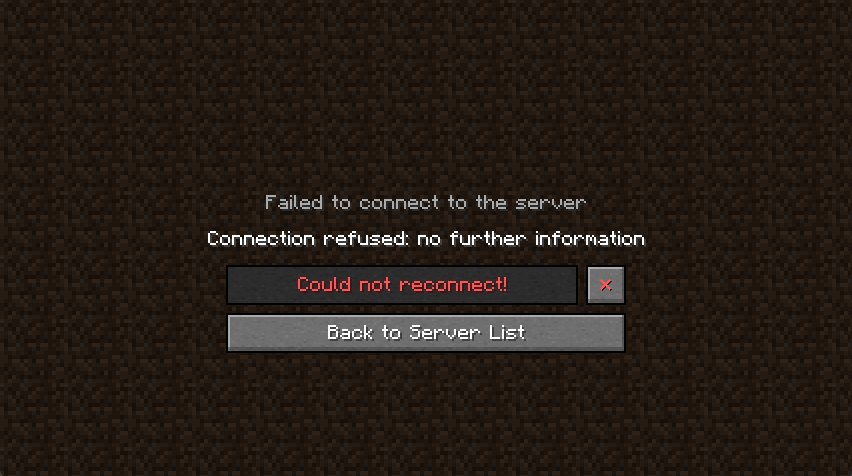 Failed to connect to the server
Connection refused: no further information
Could not reconnect!
✕
Back to Server List